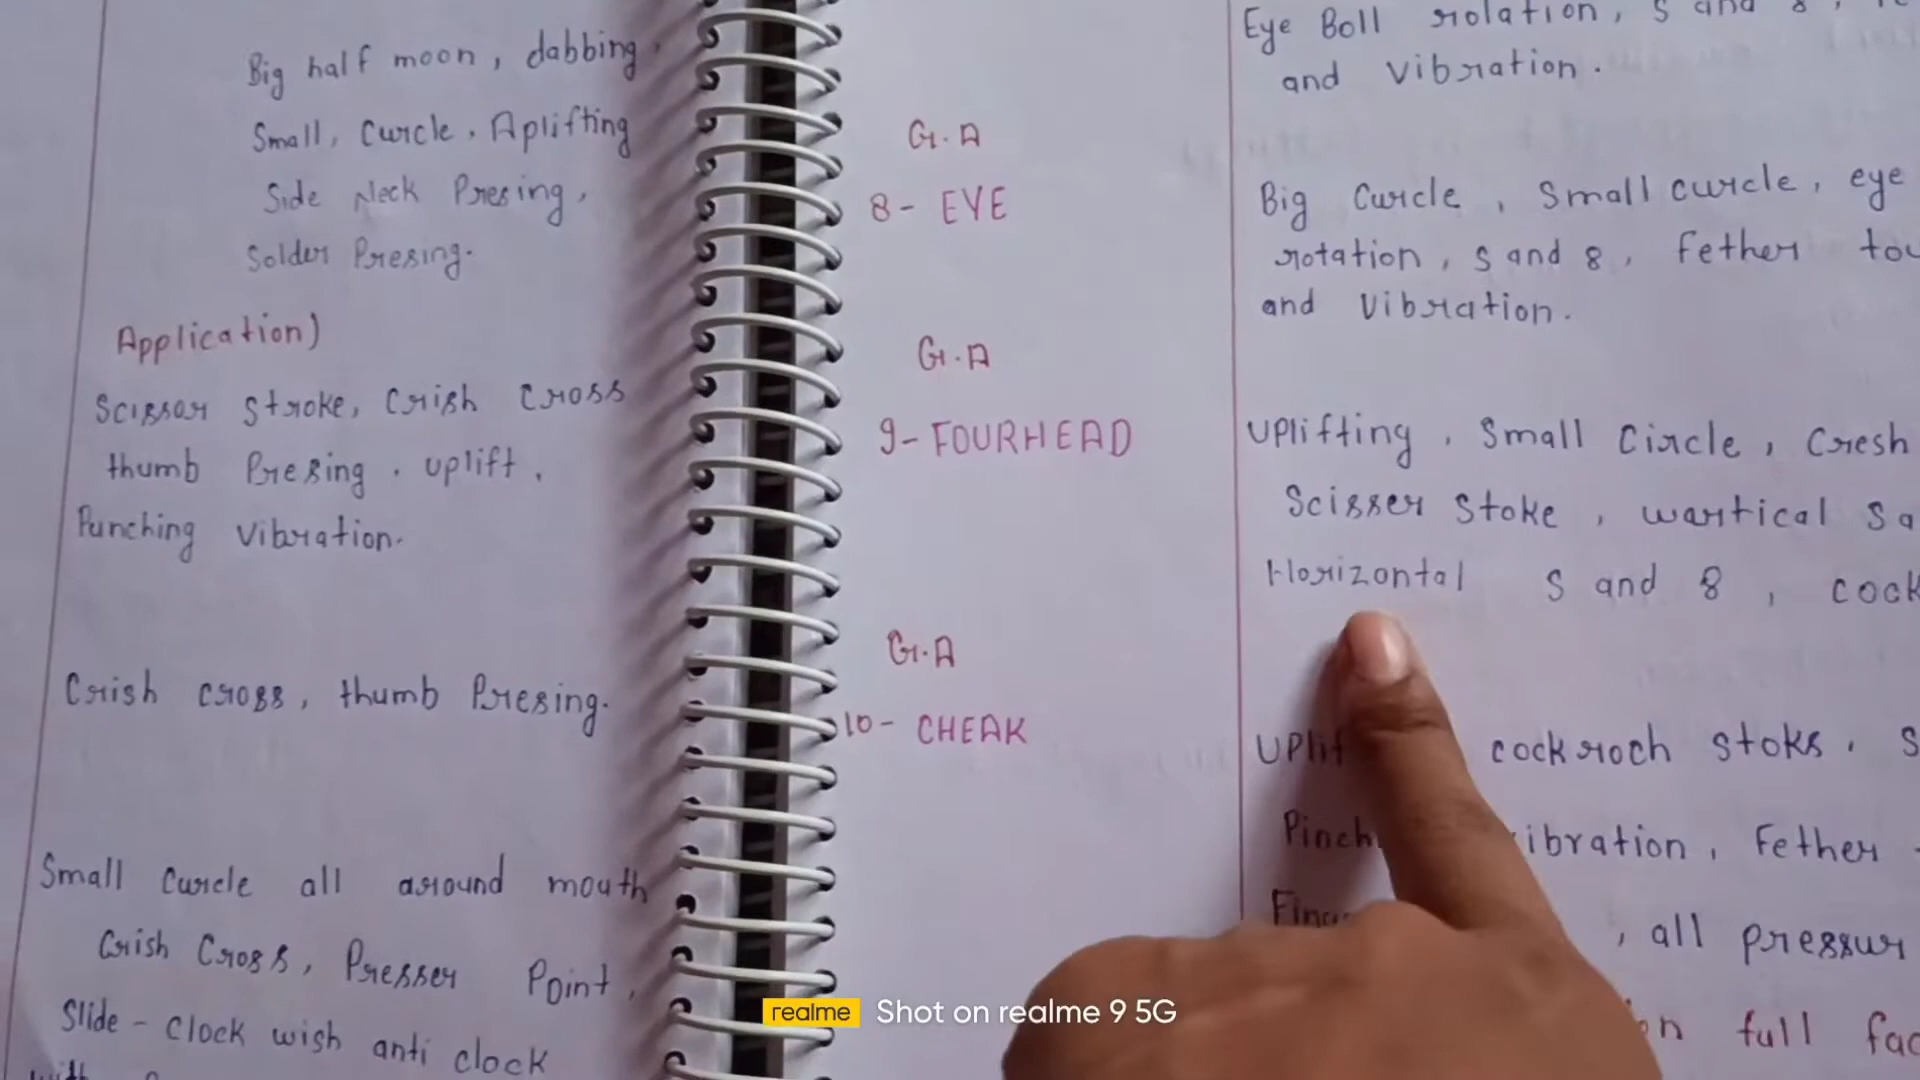 Big half moon, dabbing,
Small, Curcle, Aplifting
Side Neck Presing,
Solder Presing.
Application)
Scissor stroke, Crish Cross
thumb Presing, uplift,
Punching Vibration.
Crish cross, thumb Presing.
Small Curcle all around mouth
Crish Cross, Presser Point,
Slide - clock wish anti clock
G.A
8- EYE
G.A
9- FOURHEAD
G.A
10- CHEAK
Eye Boll rolation, S and 8,
and vibration.
Big Curcle, Small curcle, eye
rotation, S and 8, Fether
and Vibration.
Uplifting, Small Circle, Cresh
Scisser Stoke, wartical
Horizontal S and 8,
cockroch stoks,
Fether
, all pressur
full
realme Shot on realme 9 5G